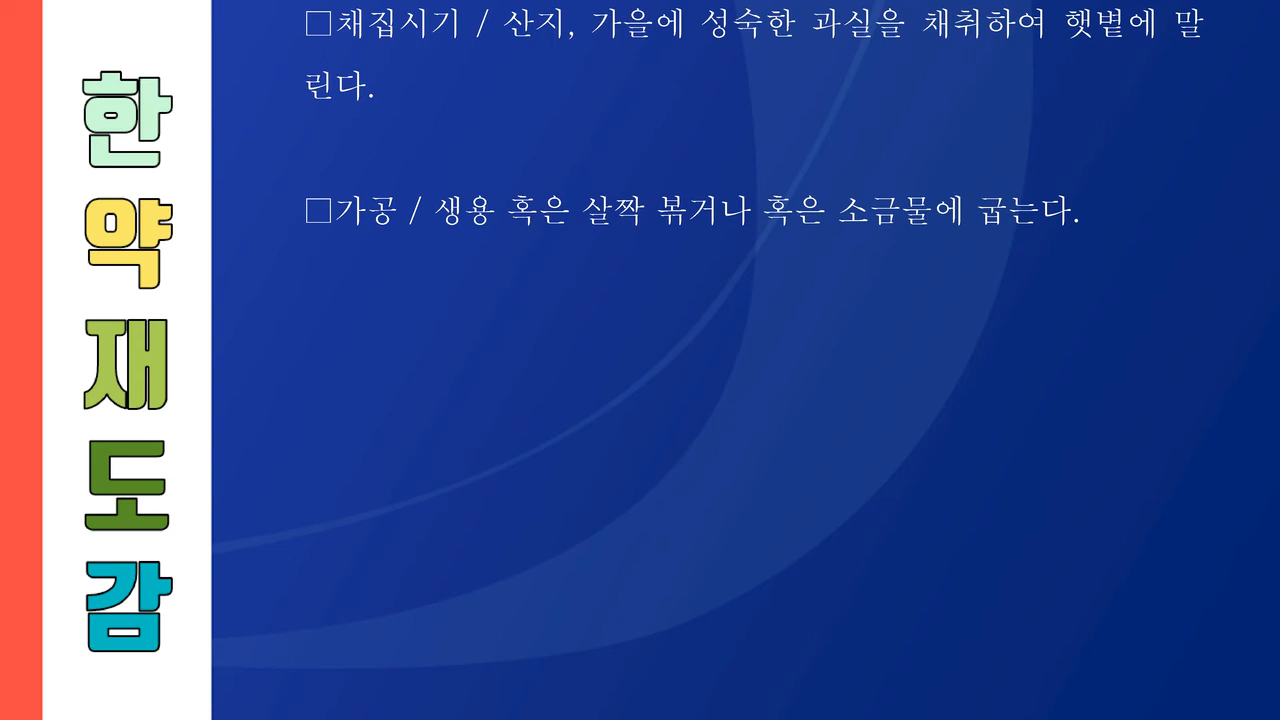 한
약
재
도
감
□채집시기 / 산지, 가을에 성숙한 과실을 채취하여 햇볕에 말
린다.
□가공 / 생용 혹은 살짝 볶거나 혹은 소금물에 굽는다.